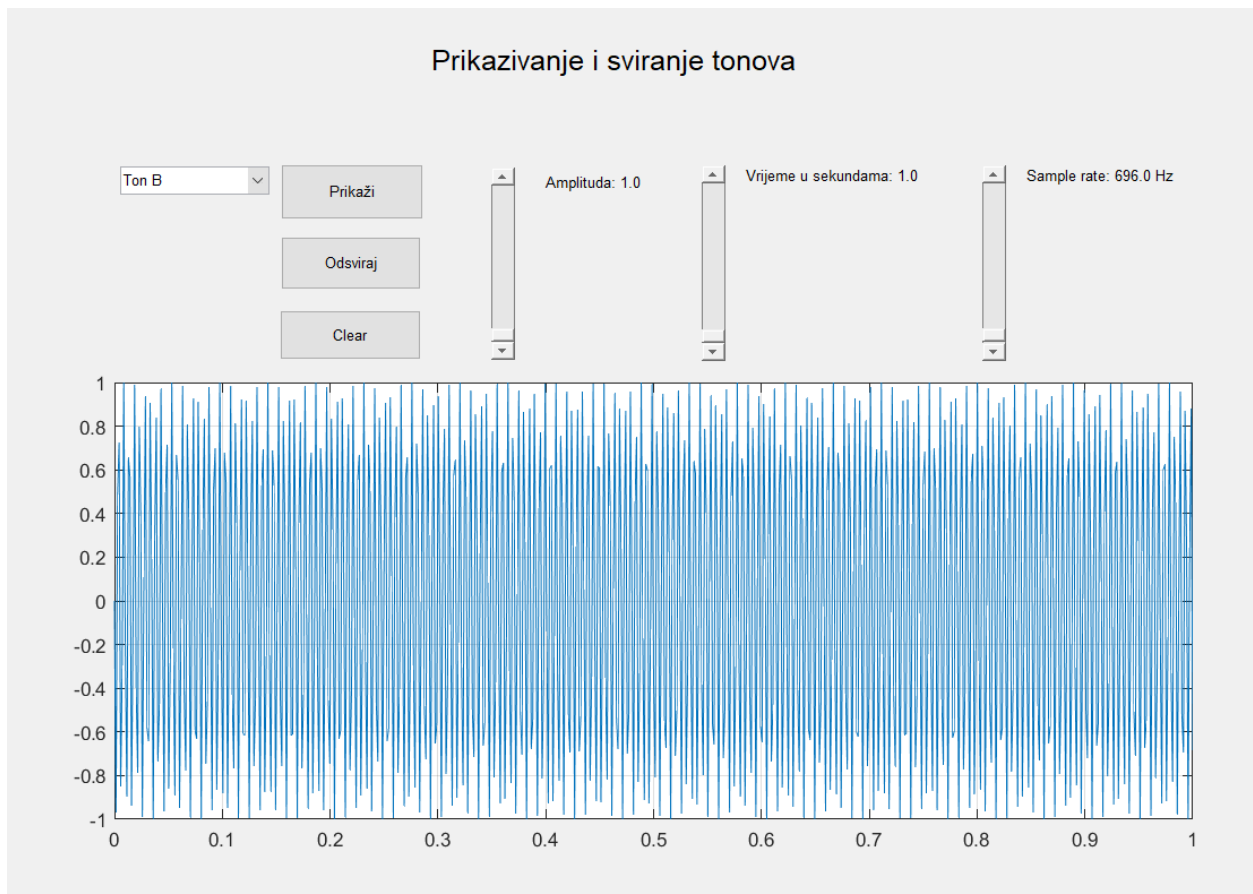 Prikazivanje i sviranje tonova
Ton B
Prikaži
Odsviraj
Clear
Amplituda: 1.0
Vrijeme u sekundama: 1.0
Sample rate: 696.0 Hz
1
0.8
0.6
0.4
0.2
0
-0.2
-0.4
-0.6
-0.8
-1
0 0.1 0.2 0.3 0.4 0.5 0.6 0.7 0.8 0.9 1